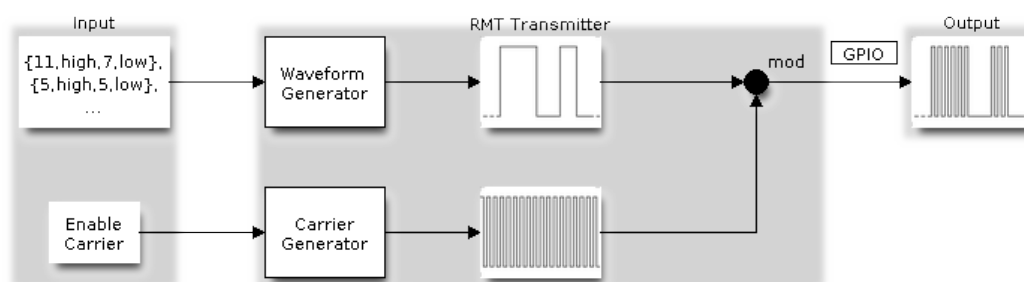 Input
RMT Transmitter
Output
{11,high,7,low},
{5,high,5,low},
...
Waveform
Generator
mod
GPIO
Enable
Carrier
Carrier
Generator